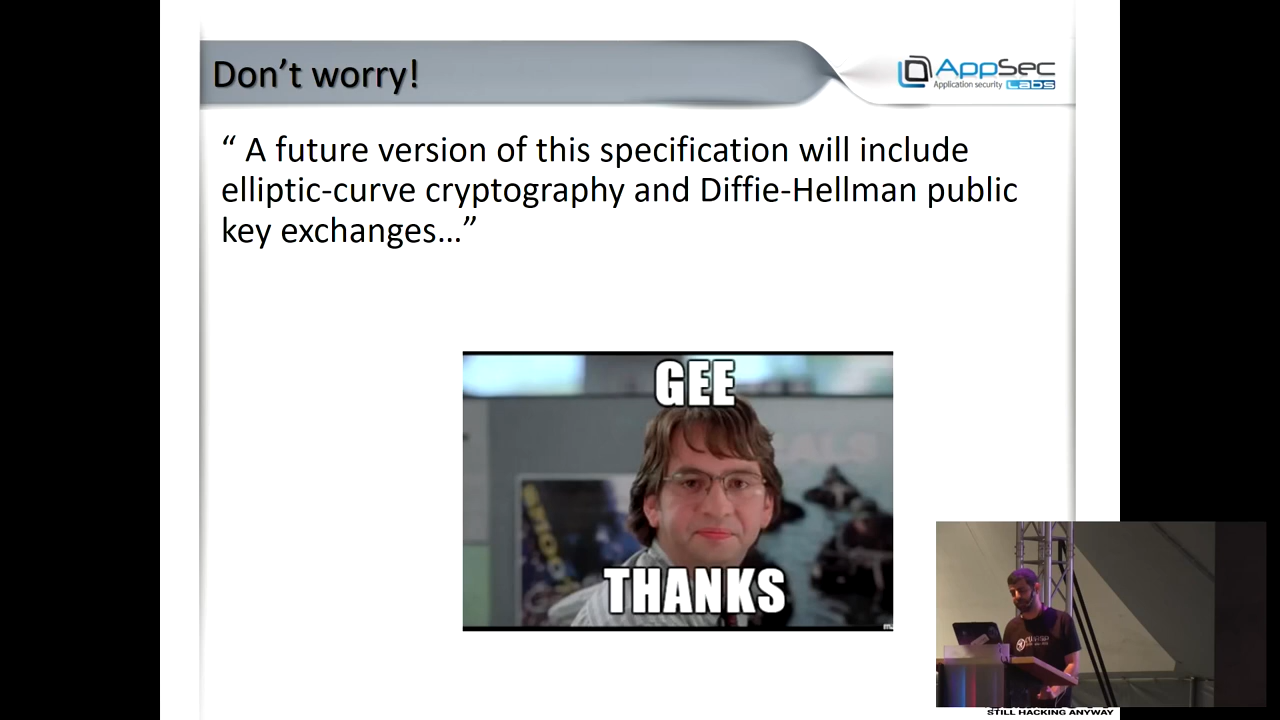 Don't worry!
AppSec
Application security Labs
“ A future version of this specification will include
elliptic-curve cryptography and Diffie-Hellman public
key exchanges...”
GEE
THANKS
STILL HACKING ANYWAY